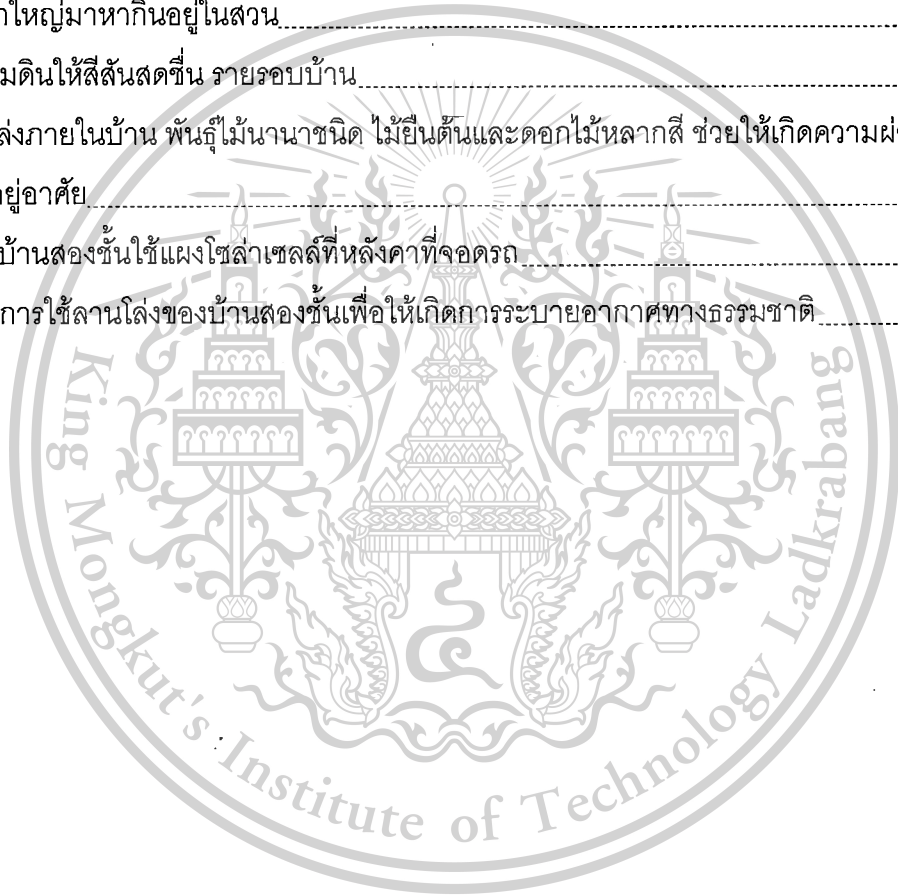 ใหญ่มาหากินอยู่ในสวน
มดินให้สีสันสดชื่น รายรอบบ้าน
ล่งภายในบ้าน พันธุ์ไม้นานาชนิด ไม้ยืนต้นและดอกไม้หลากสี ช่วยให้เกิดความผ่
อยู่อาศัย
บ้านสองชั้นใช้แผงโซล่าเซลล์ที่หลังคาที่จอดรถ
การใช้ลานโล่งของบ้านสองชั้นเพื่อให้เกิดการระบายอากาศทางธรรมชาติ
King Mongkut's Institute of Technology Ladkrabang